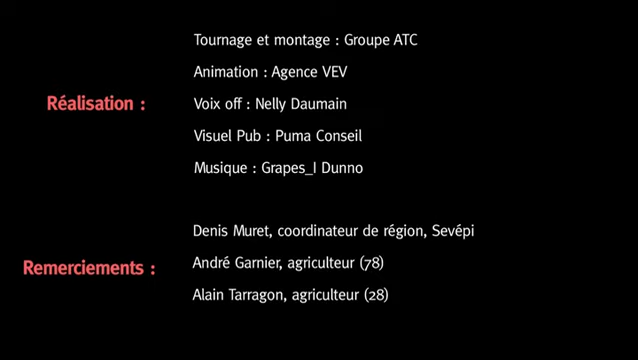 Tournage et montage : Groupe ATC
Animation : Agence VEV
Réalisation :
Voix off : Nelly Daumain
Visuel Pub : Puma Conseil
Musique : Grapes_I Dunno
Denis Muret, coordinateur de région, Sevépi
Remerciements :
André Garnier, agriculteur (78)
Alain Tarragon, agriculteur (28)